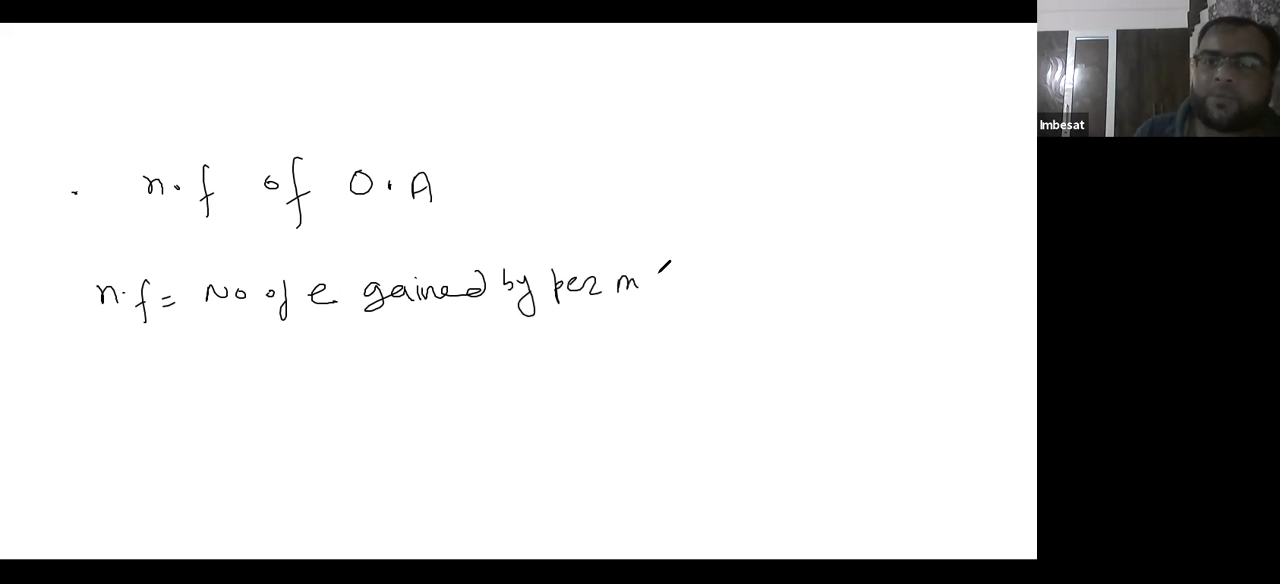 n.f of O.A
n.f = No of e gained by per m
Imbesat